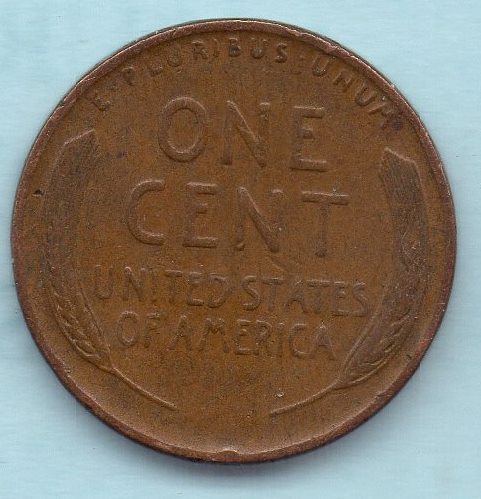 E·PLURIBUS·UNUM
ONE
CENT
UNITED STATES
OF AMERICA